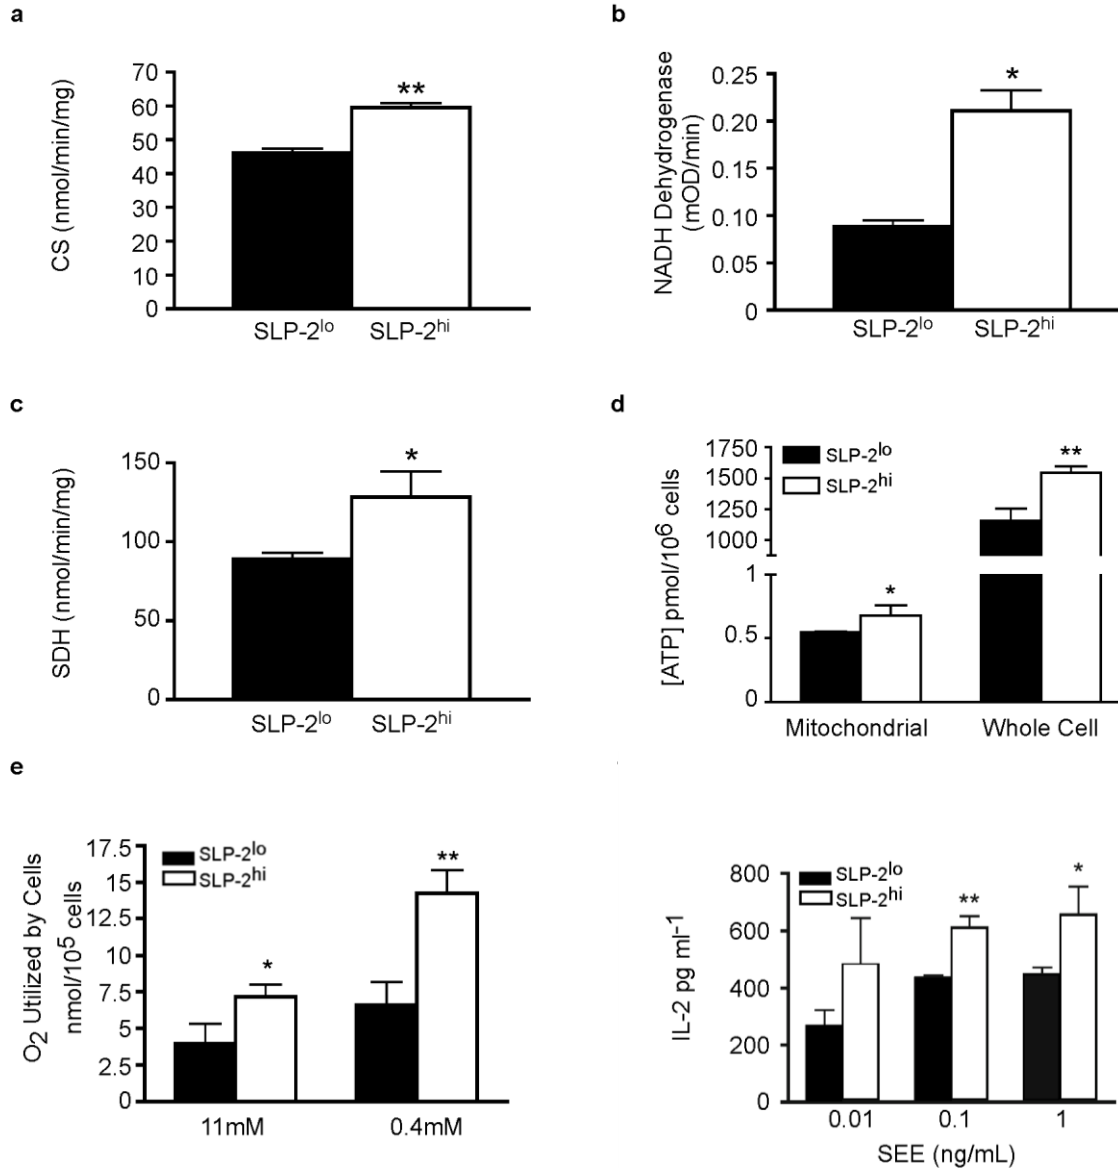 a
CS (nmol/min/mg)
70
60
50
40
30
20
10
0
**
SLP-2lo SLP-2hi
b
NADH Dehydrogenase
(mOD/min)
0.25
0.20
0.15
0.10
0.05
0
*
SLP-2lo SLP-2hi
c
SDH (nmol/min/mg)
150
100
50
0
*
SLP-2lo SLP-2hi
d
[ATP] pmol/106 cells
1750
1500
1250
1000
1
0.5
0
SLP-2lo
SLP-2hi
*
**
Mitochondrial Whole Cell
e
O2 Utilized by Cells
nmol/105 cells
17.5
15
12.5
10
7.5
5
2.5
0
SLP-2lo
SLP-2hi
*
**
11mM 0.4mM
IL-2 pg ml-1
800
600
400
200
0
SLP-2lo
SLP-2hi
**
*
0.01 0.1 1
SEE (ng/mL)